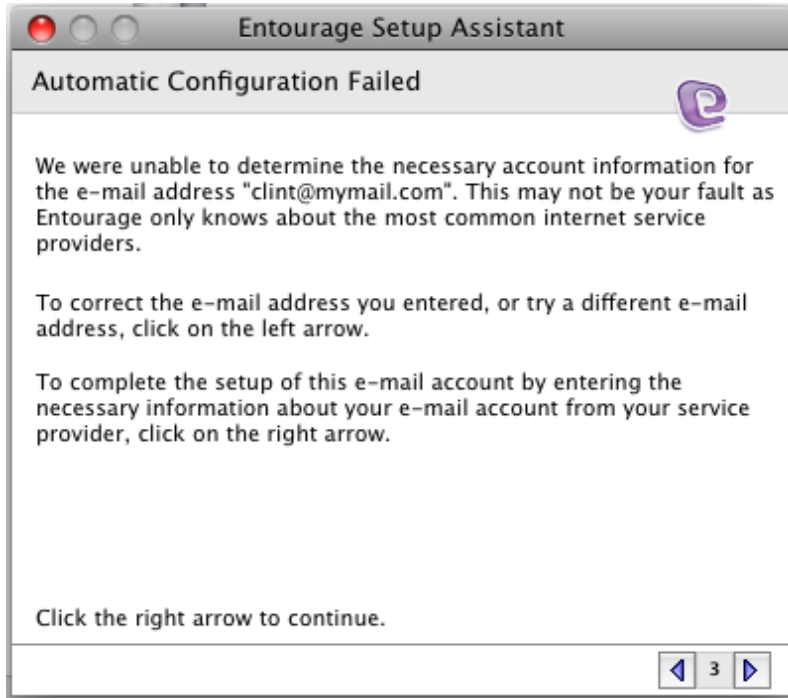 Entourage Setup Assistant
Automatic Configuration Failed
We were unable to determine the necessary account information for
the e-mail address "clint@mymail.com". This may not be your fault as
Entourage only knows about the most common internet service
providers.
To correct the e-mail address you entered, or try a different e-mail
address, click on the left arrow.
To complete the setup of this e-mail account by entering the
necessary information about your e-mail account from your service
provider, click on the right arrow.
Click the right arrow to continue.
3